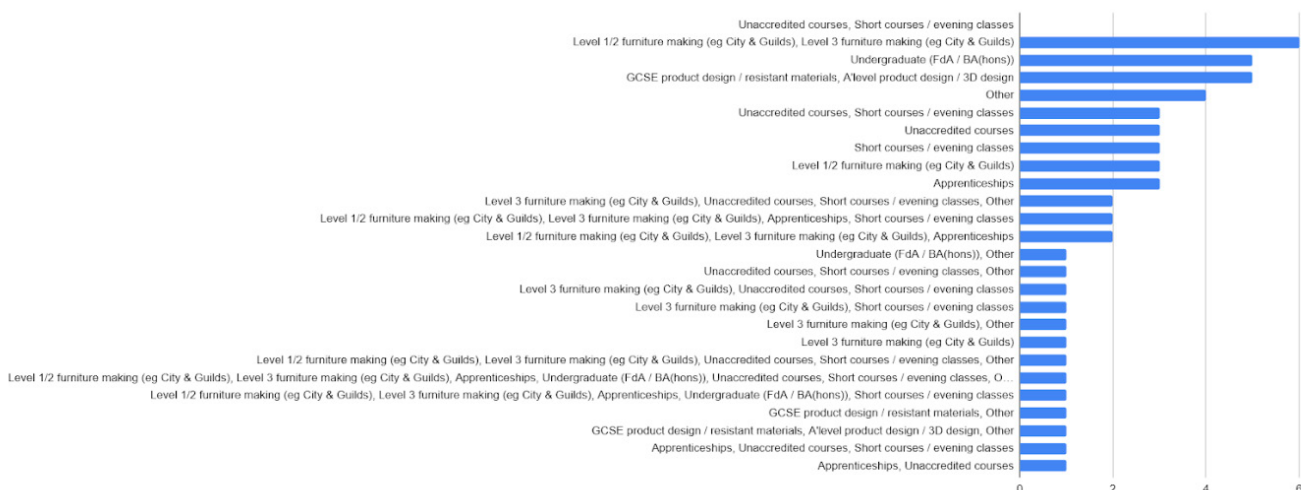 Unaccredited courses, Short courses / evening classes
Level 1/2 furniture making (eg City & Guilds), Level 3 furniture making (eg City & Guilds)
Undergraduate (FdA / BA(hons))
GCSE product design / resistant materials, A'level product design / 3D design
Other
Unaccredited courses, Short courses / evening classes
Unaccredited courses
Short courses / evening classes
Level 1/2 furniture making (eg City & Guilds)
Apprenticeships
Level 3 furniture making (eg City & Guilds), Unaccredited courses, Short courses / evening classes, Other
Level 1/2 furniture making (eg City & Guilds), Level 3 furniture making (eg City & Guilds), Apprenticeships, Short courses / evening classes
Level 1/2 furniture making (eg City & Guilds), Level 3 furniture making (eg City & Guilds), Apprenticeships
Undergraduate (FdA / BA(hons)), Other
Unaccredited courses, Short courses / evening classes, Other
Level 3 furniture making (eg City & Guilds), Unaccredited courses, Short courses / evening classes
Level 3 furniture making (eg City & Guilds), Short courses / evening classes
Level 3 furniture making (eg City & Guilds), Other
Level 3 furniture making (eg City & Guilds)
Level 1/2 furniture making (eg City & Guilds), Level 3 furniture making (eg City & Guilds), Unaccredited courses, Short courses / evening classes, Other
Level 1/2 furniture making (eg City & Guilds), Level 3 furniture making (eg City & Guilds), Apprenticeships, Undergraduate (FdA / BA(hons)), Unaccredited courses, Short courses / evening classes, O...
Level 1/2 furniture making (eg City & Guilds), Level 3 furniture making (eg City & Guilds), Apprenticeships, Undergraduate (FdA / BA(hons)), Short courses / evening classes
GCSE product design / resistant materials, Other
GCSE product design / resistant materials, A'level product design / 3D design, Other
Apprenticeships, Unaccredited courses, Short courses / evening classes
Apprenticeships, Unaccredited courses
0 2 4 6